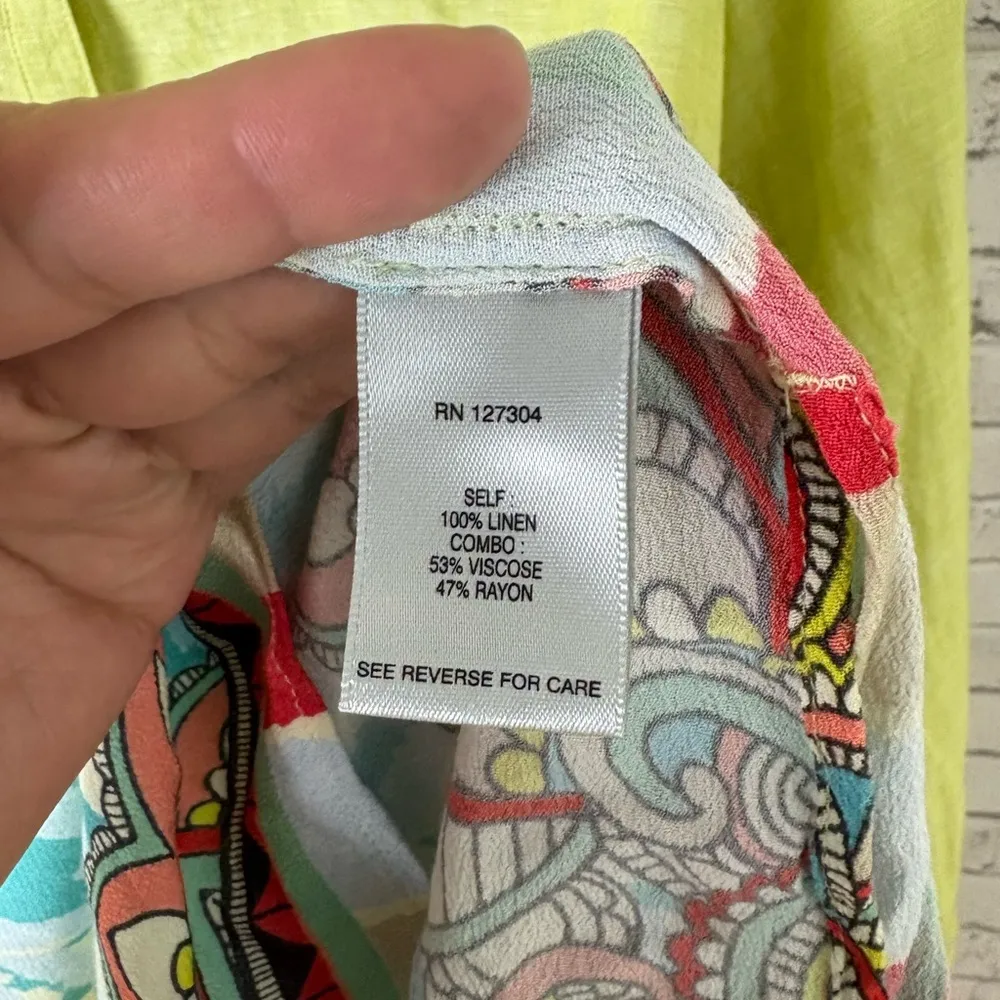 RN 127304
SELF :
100% LINEN
COMBO :
53% VISCOSE
47% RAYON
SEE REVERSE FOR CARE